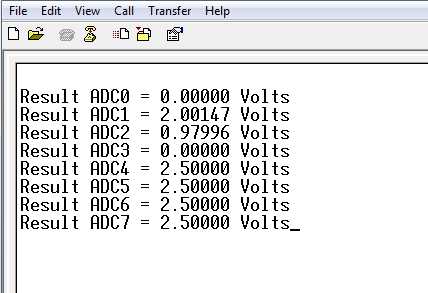 File Edit View Call Transfer Help
Result ADC0 = 0.00000 Volts
Result ADC1 = 2.00147 Volts
Result ADC2 = 0.97996 Volts
Result ADC3 = 0.00000 Volts
Result ADC4 = 2.50000 Volts
Result ADC5 = 2.50000 Volts
Result ADC6 = 2.50000 Volts
Result ADC7 = 2.50000 Volts_